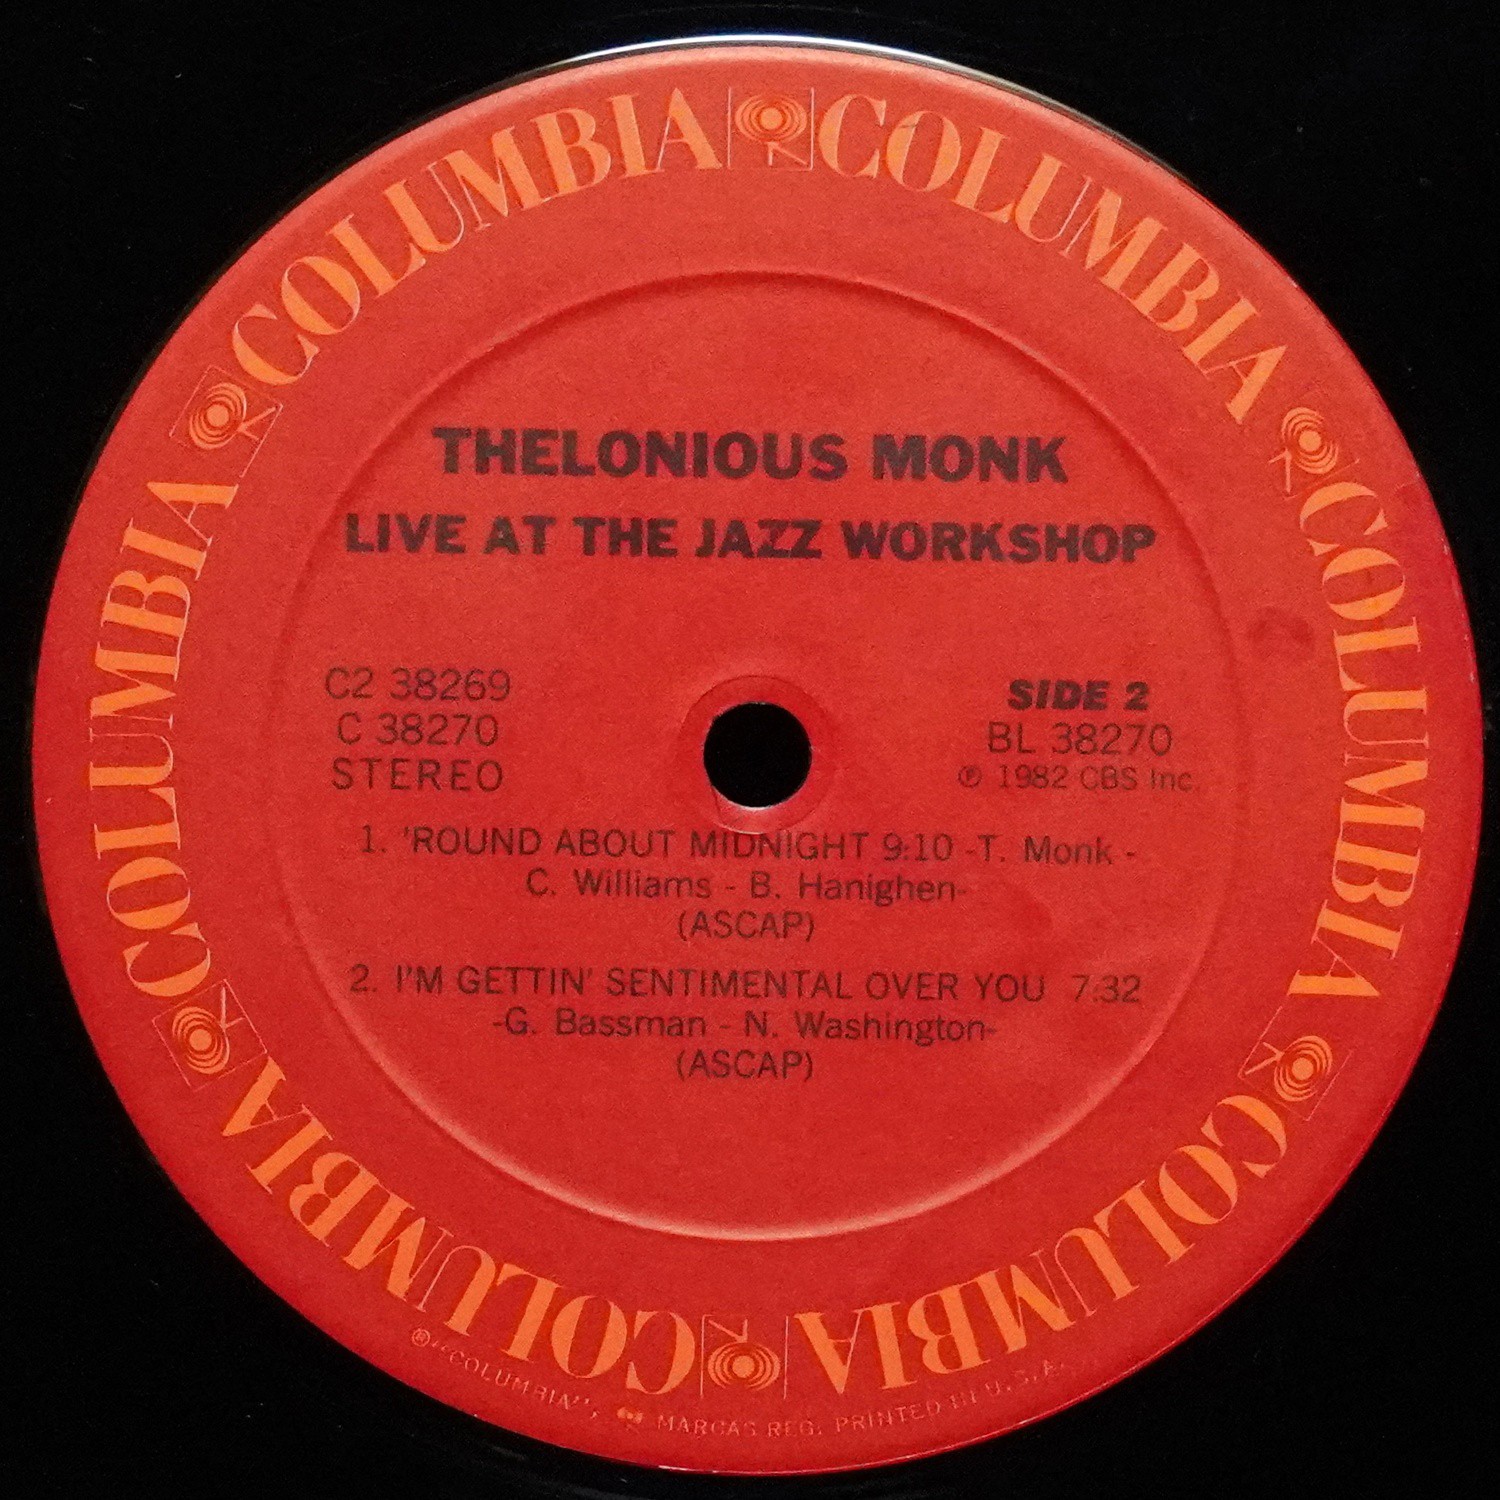 COLUMBIA COLUMBIA COLUMBIA COLUMBIA COLUMBIA COLUMBIA
THELONIOUS MONK
LIVE AT THE JAZZ WORKSHOP
C2 38269
C 38270
STEREO
SIDE 2
BL 38270
℗ 1982 CBS Inc.
1. 'ROUND ABOUT MIDNIGHT 9:10 -T. Monk -
C. Williams - B. Hanighen-
(ASCAP)
2. I'M GETTIN' SENTIMENTAL OVER YOU 7:32
-G. Bassman - N. Washington-
(ASCAP)
® "COLUMBIA", MARCAS REG. PRINTED IN U.S.A.